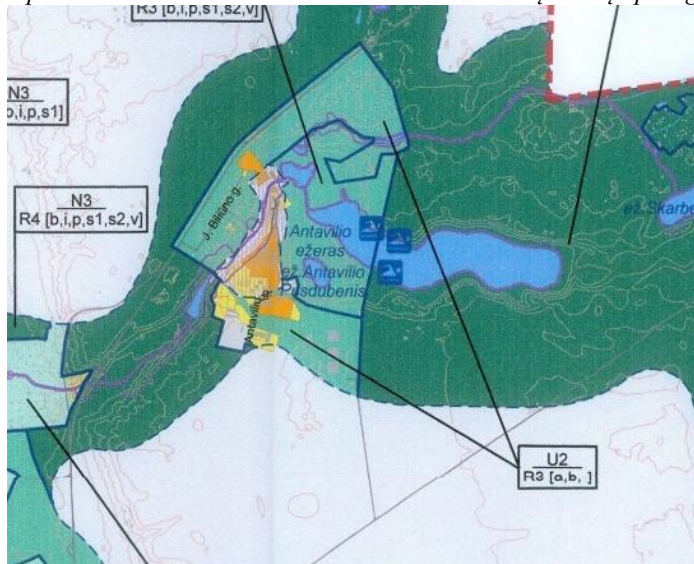 R3 [b,i,p,s1,s2,v]
N3
b,i,p,s1]
N3
R4 [b,i,p,s1,s2,v]
J. Biliūno g.
Antavilio
ežeras
ež Antavilio
Pusdubenis
ež. Skarbe
Antavilio g.
U2
R3 [a,b, ]